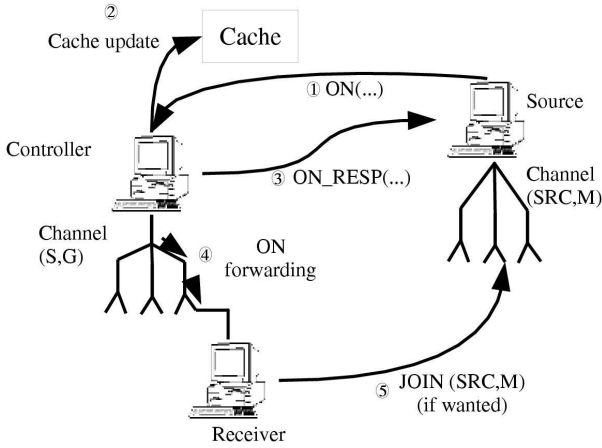 ②
Cache update
Cache
① ON(...)
Source
Controller
③ ON_RESP(...)
Channel
(SRC,M)
Channel
(S,G)
④ ON
forwarding
⑤ JOIN (SRC,M)
(if wanted)
Receiver